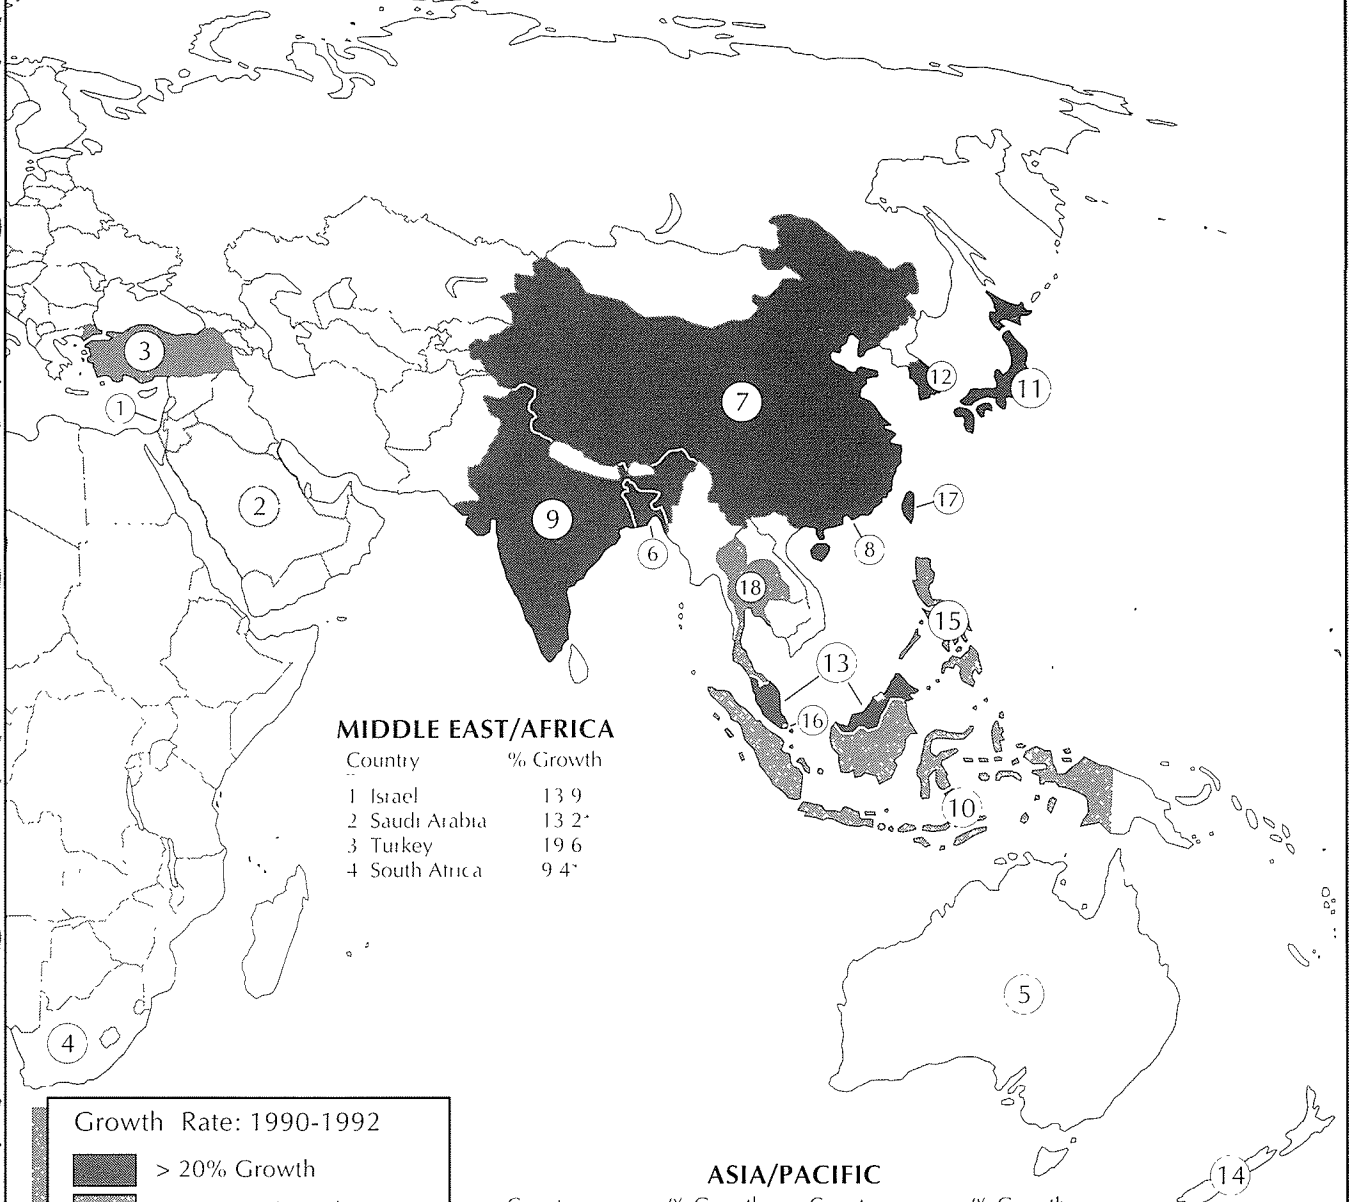 3
1
2
7
9
6
12
11
17
8
18
15
13
16
10
MIDDLE EAST/AFRICA
Country % Growth
1 Israel 13 9
2 Saudi Arabia 13 2*
3 Turkey 19 6
4 South Africa 9 4*
5
4
Growth Rate: 1990-1992
> 20% Growth
14
ASIA/PACIFIC
% Growth % Growth